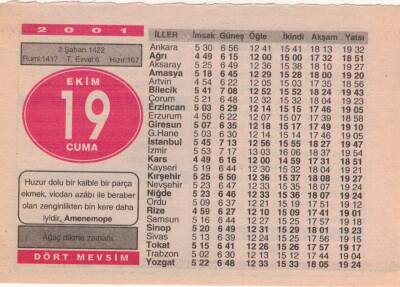 2001
2 Şaban 1422
Rumi:1417 T. Evvel:6 Hızır:167
EKİM
19
CUMA
Huzur dolu bir kalble bir parça
ekmek, vicdan azâbı ile beraber
olan zenginlikten bin kere daha
iyidir. Amenemope
Ağaç dikme zamanı.
DÖRT MEVSİM
İLLER İmsak Güneş Öğle İkindi Akşam Yatsı
Ankara 5 30 6 56 12 41 15 41 18 13 19 32
Ağrı 4 49 6 15 12 00 15 00 17 32 18 51
Aksaray 5 25 6 49 12 37 15 40 18 11 19 28
Amasya 5 18 6 45 12 29 15 28 18 00 19 20
Artvin 4 54 6 22 12 05 15 03 17 35 18 56
Bilecik 5 41 7 08 12 52 15 52 18 24 19 43
Çorum 5 21 6 48 12 32 15 32 18 04 19 23
Erzincan 5 03 6 29 12 14 15 15 17 46 19 05
Erzurum 4 56 6 22 12 07 15 07 17 39 18 58
Giresun 5 07 6 35 12 18 15 17 17 49 19 10
G.Hane 5 03 6 30 12 14 15 14 17 46 19 05
İstanbul 5 45 7 13 12 56 15 55 18 27 19 47
İzmir 5 53 7 17 13 03 16 06 18 37 19 54
Kars 4 49 6 16 12 00 14 59 17 31 18 51
Kayseri 5 19 6 44 12 30 15 32 18 04 19 22
Kırşehir 5 25 6 50 12 36 15 37 18 08 19 27
Nevşehir 5 23 6 47 12 33 15 35 18 07 19 24
Niğde 5 23 6 46 12 33 15 36 18 07 19 24
Ordu 5 09 6 37 12 21 15 19 17 51 19 10
Rize 4 59 6 27 12 10 15 09 17 41 19 01
Samsun 5 16 6 44 12 27 15 25 17 57 19 18
Sinop 5 20 6 49 12 31 15 29 18 01 19 23
Sivas 5 13 6 39 12 24 15 25 17 56 19 15
Tokat 5 15 6 41 12 26 15 26 17 58 19 17
Trabzon 5 02 6 30 12 13 15 12 17 44 19 05
Yozgat 5 22 6 48 12 33 15 33 18 05 19 24